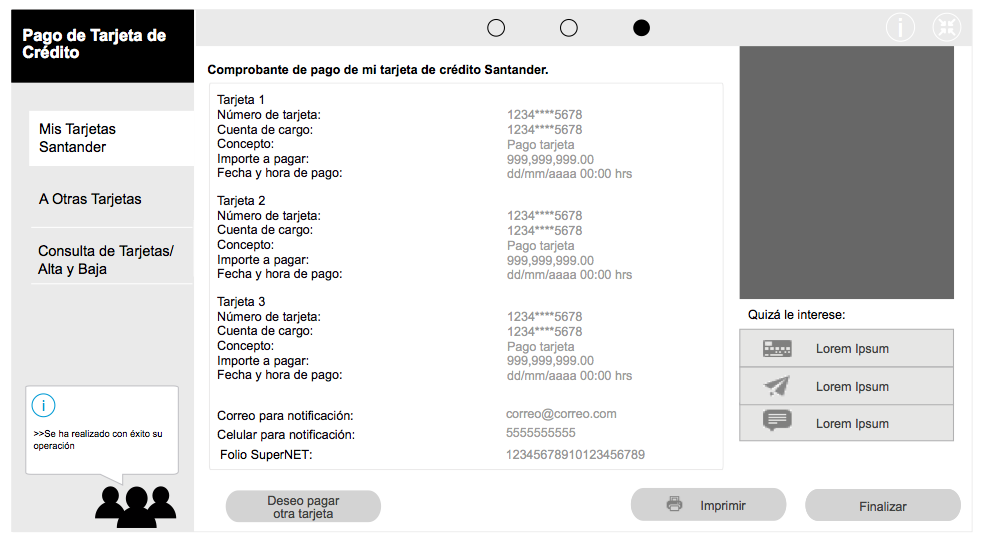 Pago de Tarjeta de
Crédito
Mis Tarjetas
Santander
A Otras Tarjetas
Consulta de Tarjetas/
Alta y Baja
i
>>Se ha realizado con éxito su
operación
i
Comprobante de pago de mi tarjeta de crédito Santander.
Tarjeta 1
Número de tarjeta: 1234****5678
Cuenta de cargo: 1234****5678
Concepto: Pago tarjeta
Importe a pagar: 999,999,999.00
Fecha y hora de pago: dd/mm/aaaa 00:00 hrs
Tarjeta 2
Número de tarjeta: 1234****5678
Cuenta de cargo: 1234****5678
Concepto: Pago tarjeta
Importe a pagar: 999,999,999.00
Fecha y hora de pago: dd/mm/aaaa 00:00 hrs
Tarjeta 3
Número de tarjeta: 1234****5678
Cuenta de cargo: 1234****5678
Concepto: Pago tarjeta
Importe a pagar: 999,999,999.00
Fecha y hora de pago: dd/mm/aaaa 00:00 hrs
Correo para notificación: correo@correo.com
Celular para notificación: 5555555555
Folio SuperNET: 12345678910123456789
Deseo pagar
otra tarjeta
Imprimir
Finalizar
Quizá le interese:
Lorem Ipsum
Lorem Ipsum
Lorem Ipsum